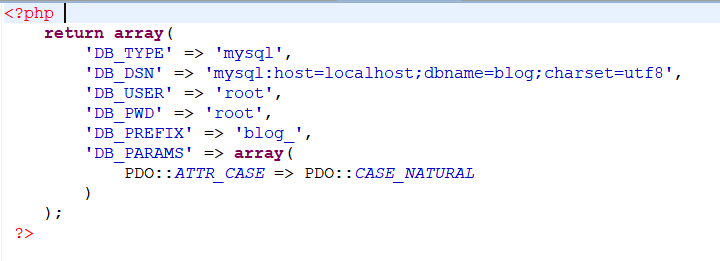 <?php
return array(
'DB_TYPE' => 'mysql',
'DB_DSN' => 'mysql:host=localhost;dbname=blog;charset=utf8',
'DB_USER' => 'root',
'DB_PWD' => 'root',
'DB_PREFIX' => 'blog_',
'DB_PARAMS' => array(
PDO::ATTR_CASE => PDO::CASE_NATURAL
)
);
?>